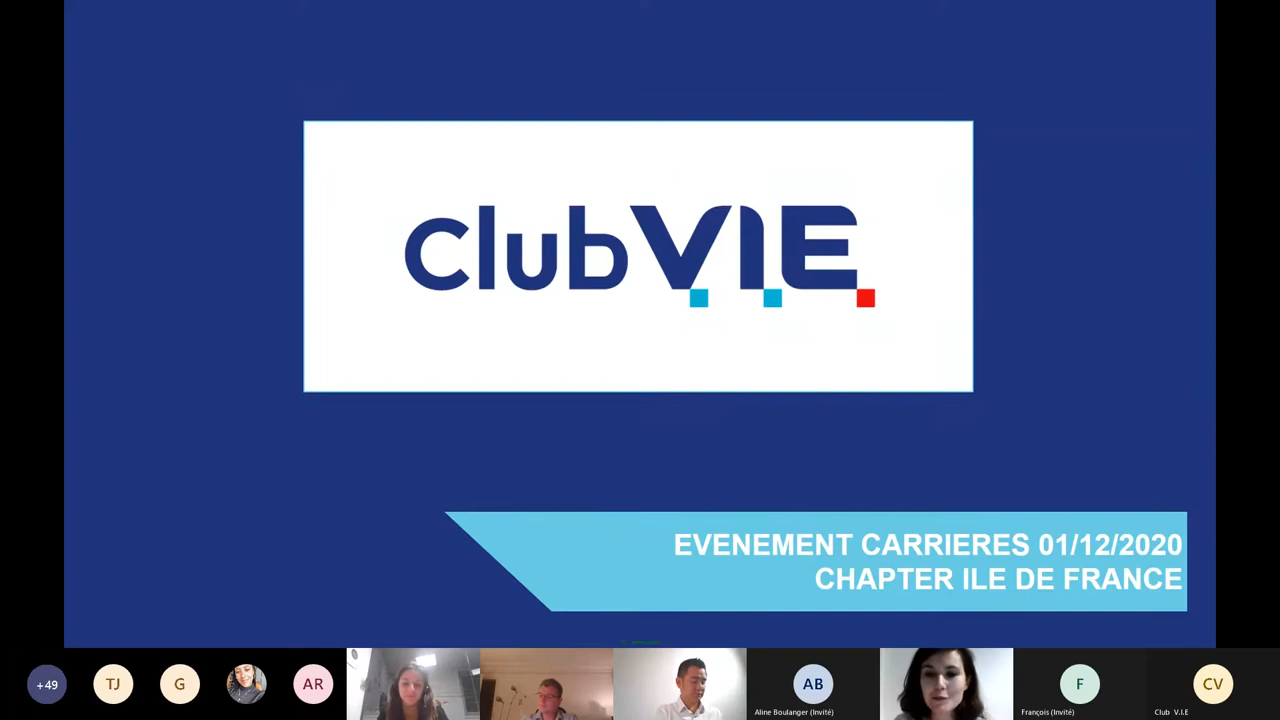 Club V.I.E
EVENEMENT CARRIERES 01/12/2020
CHAPTER ILE DE FRANCE
+49
TJ
G
AR
AB
Aline Boulanger (Invité)
F
François (Invité)
CV
Club V.I.E